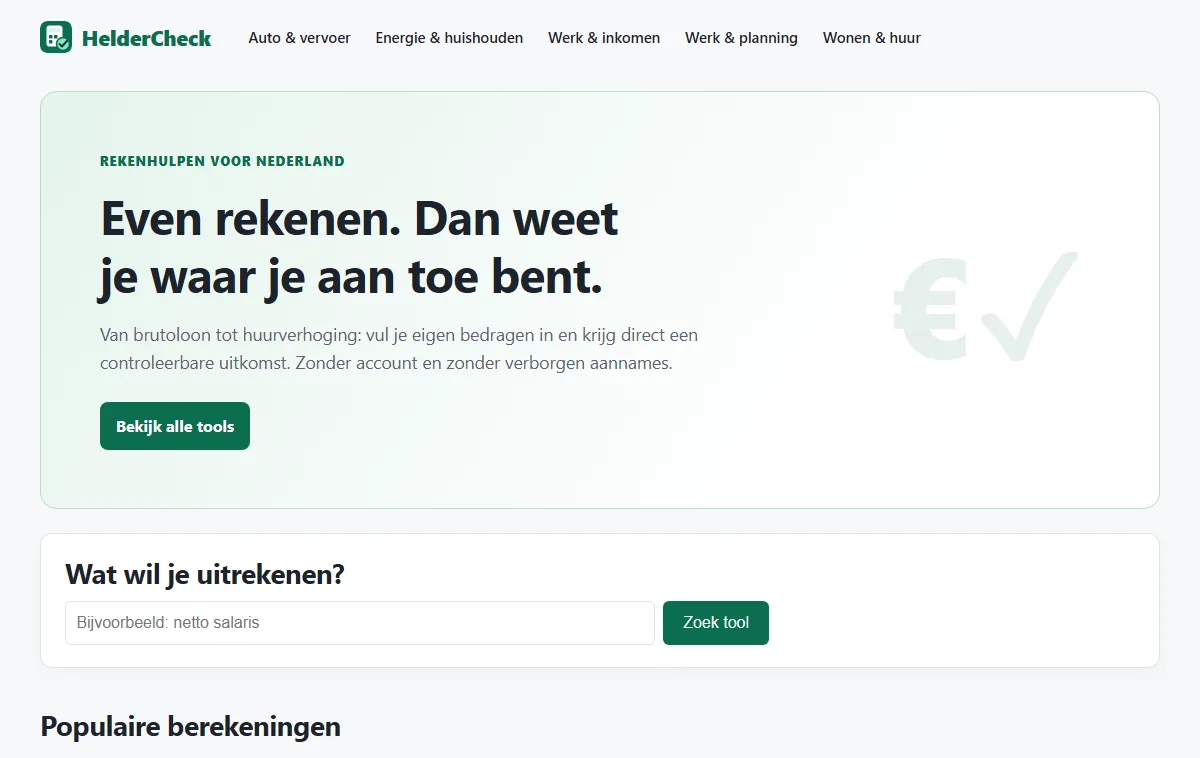 HelderCheck
Auto & vervoer
Energie & huishouden
Werk & inkomen
Werk & planning
Wonen & huur
REKENHULPEN VOOR NEDERLAND
Even rekenen. Dan weet
je waar je aan toe bent.
Van brutoloon tot huurverhoging: vul je eigen bedragen in en krijg direct een
controleerbare uitkomst. Zonder account en zonder verborgen aannames.
€✓
Bekijk alle tools
Wat wil je uitrekenen?
Bijvoorbeeld: netto salaris
Zoek tool
Populaire berekeningen